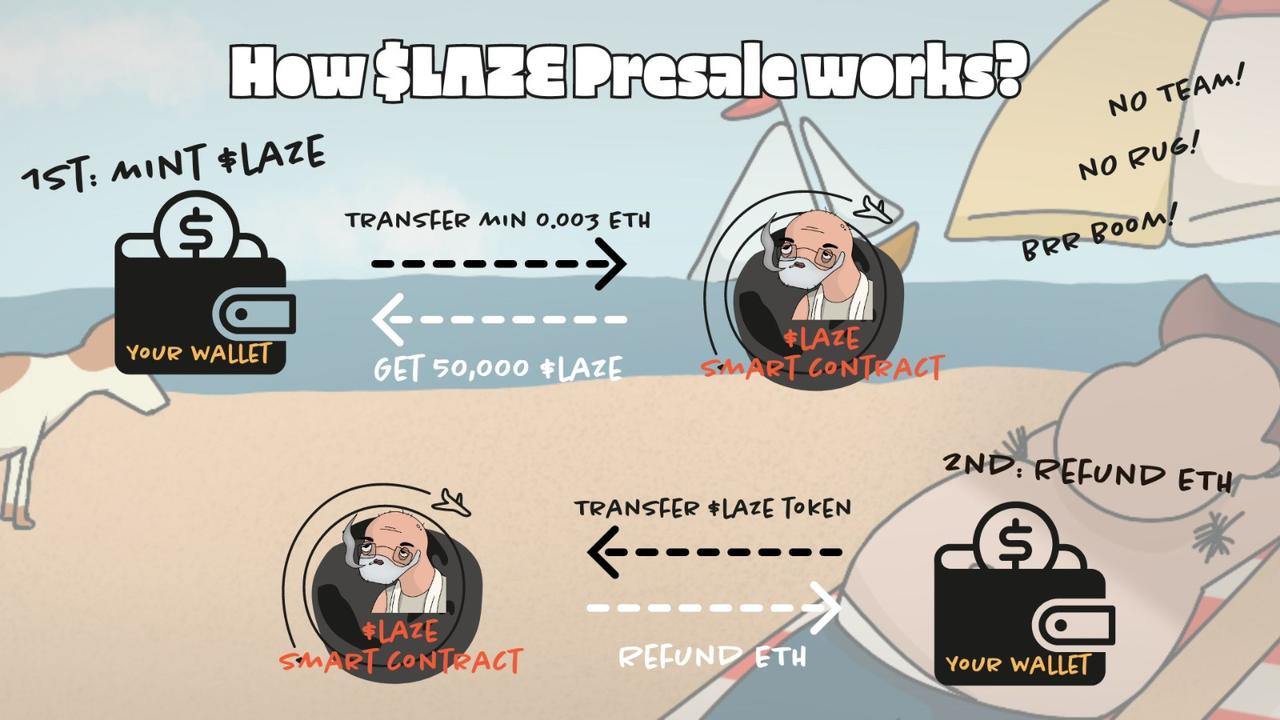 How $LAZE Presale works?
NO TEAM!
NO RUG!
BRR BOOM!
1ST: MINT $LAZE
TRANSFER MIN 0.003 ETH
GET 50,000 $LAZE
YOUR WALLET
$LAZE
SMART CONTRACT
2ND: REFUND ETH
TRANSFER $LAZE TOKEN
REFUND ETH
$LAZE
SMART CONTRACT
YOUR WALLET